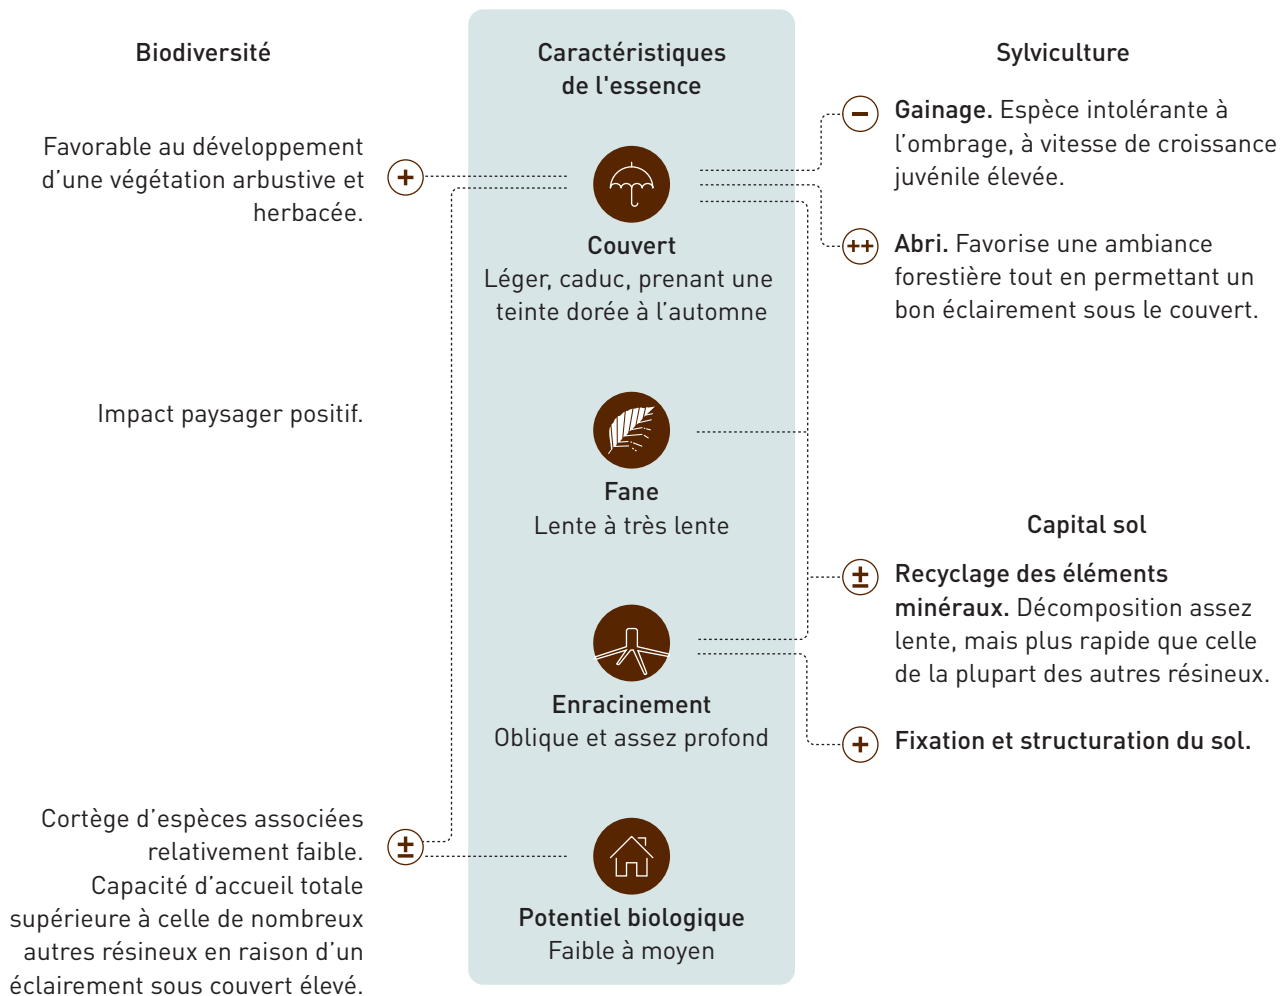 Biodiversité
Favorable au développement
d’une végétation arbustive et
herbacée.
+
Impact paysager positif.
Cortège d’espèces associées
relativement faible.
Capacité d’accueil totale
supérieure à celle de nombreux
autres résineux en raison d’un
éclairement sous couvert élevé.
±
Caractéristiques
de l'essence
Couvert
Léger, caduc, prenant une
teinte dorée à l’automne
Fane
Lente à très lente
Enracinement
Oblique et assez profond
Potentiel biologique
Faible à moyen
Sylviculture
−
Gainage. Espèce intolérante à
l’ombrage, à vitesse de croissance
juvénile élevée.
++
Abri. Favorise une ambiance
forestière tout en permettant un
bon éclairement sous le couvert.
Capital sol
±
Recyclage des éléments
minéraux. Décomposition assez
lente, mais plus rapide que celle
de la plupart des autres résineux.
+
Fixation et structuration du sol.